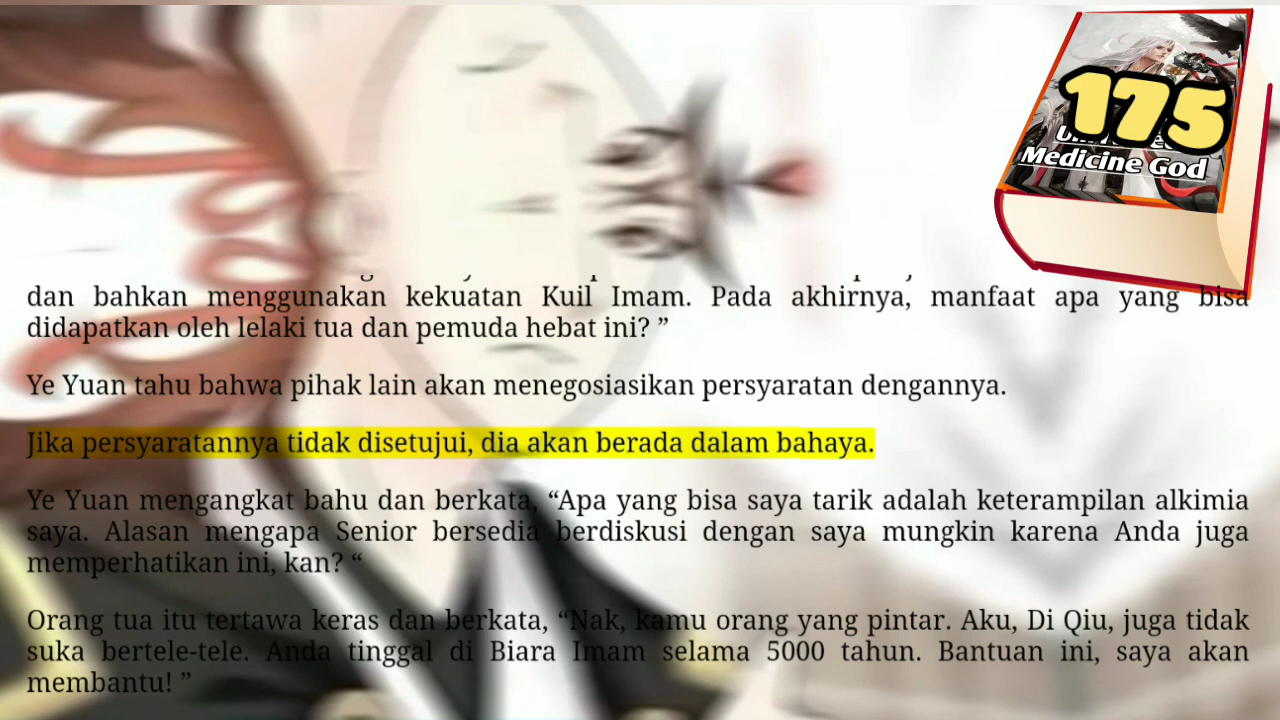 175
Medicine God
dan bahkan menggunakan kekuatan Kuil Imam. Pada akhirnya, manfaat apa yang bisa
didapatkan oleh lelaki tua dan pemuda hebat ini? ”
Ye Yuan tahu bahwa pihak lain akan menegosiasikan persyaratan dengannya.
Jika persyaratannya tidak disetujui, dia akan berada dalam bahaya.
Ye Yuan mengangkat bahu dan berkata, “Apa yang bisa saya tarik adalah keterampilan alkimia
saya. Alasan mengapa Senior bersedia berdiskusi dengan saya mungkin karena Anda juga
memperhatikan ini, kan? “
Orang tua itu tertawa keras dan berkata, “Nak, kamu orang yang pintar. Aku, Di Qiu, juga tidak
suka bertele-tele. Anda tinggal di Biara Imam selama 5000 tahun. Bantuan ini, saya akan
membantu! ”